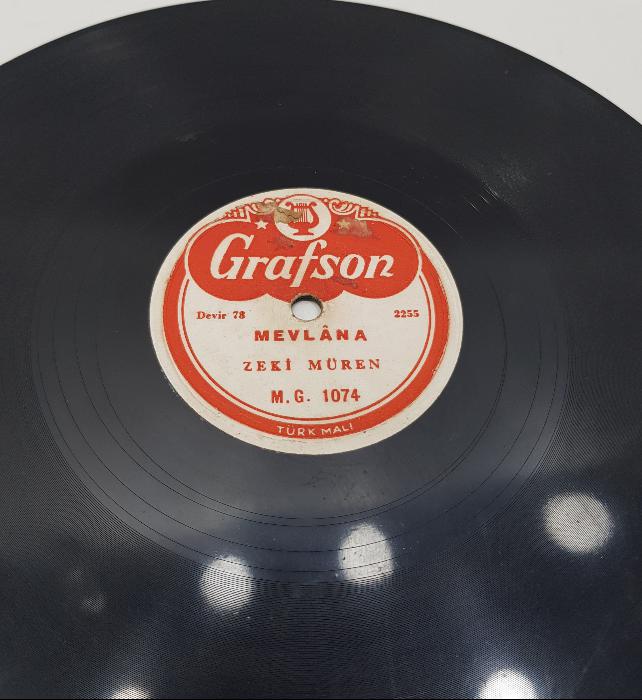 Grafson
Devir 78
2255
MEVLÂNA
ZEKİ MÜREN
M.G. 1074
TÜRK MALI